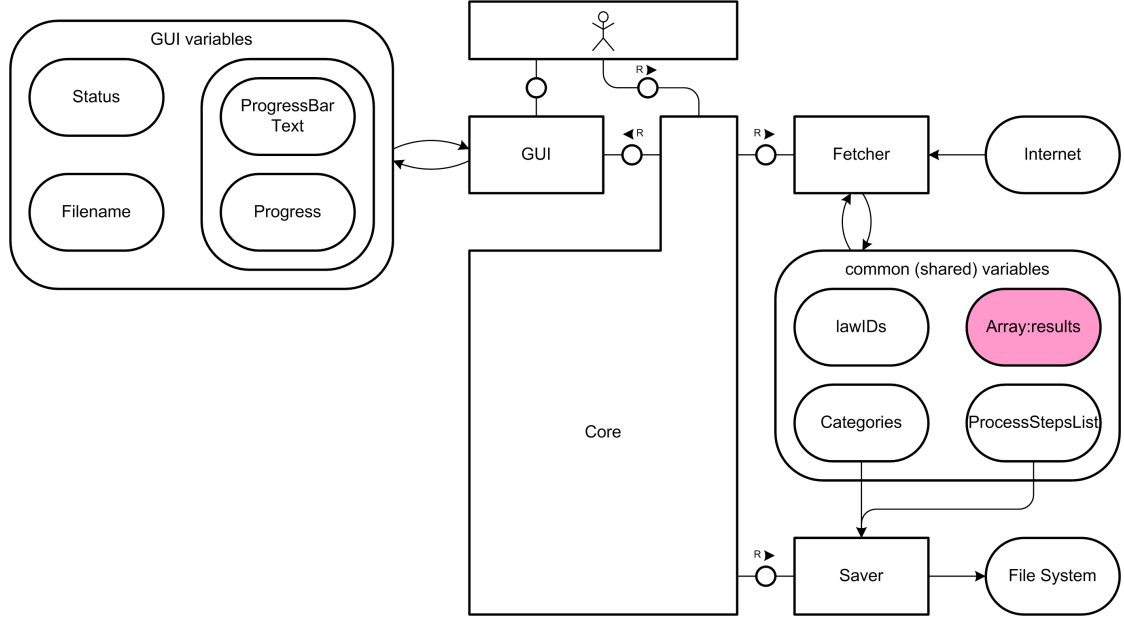 GUI variables
Status
ProgressBar
Text
Filename
Progress
R
R
R
GUI
Fetcher
Internet
common (shared) variables
lawIDs
Array:results
Categories
ProcessStepsList
Core
R
Saver
File System